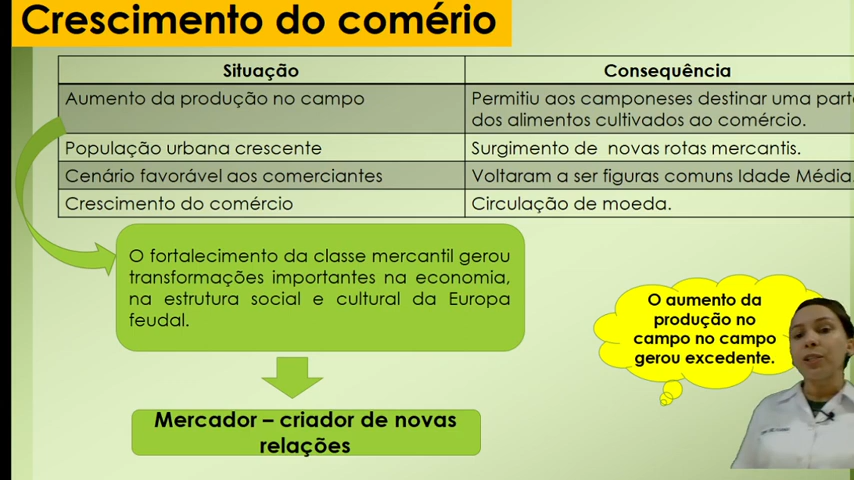 Crescimento do comério
Situação
Consequência
Aumento da produção no campo
Permitiu aos camponeses destinar uma parte
dos alimentos cultivados ao comércio.
População urbana crescente
Surgimento de novas rotas mercantis.
Cenário favorável aos comerciantes
Voltaram a ser figuras comuns Idade Média.
Crescimento do comércio
Circulação de moeda.
O fortalecimento da classe mercantil gerou
transformações importantes na economia,
na estrutura social e cultural da Europa
feudal.
O aumento da
produção no
campo no campo
gerou excedente.
Mercador – criador de novas
relações